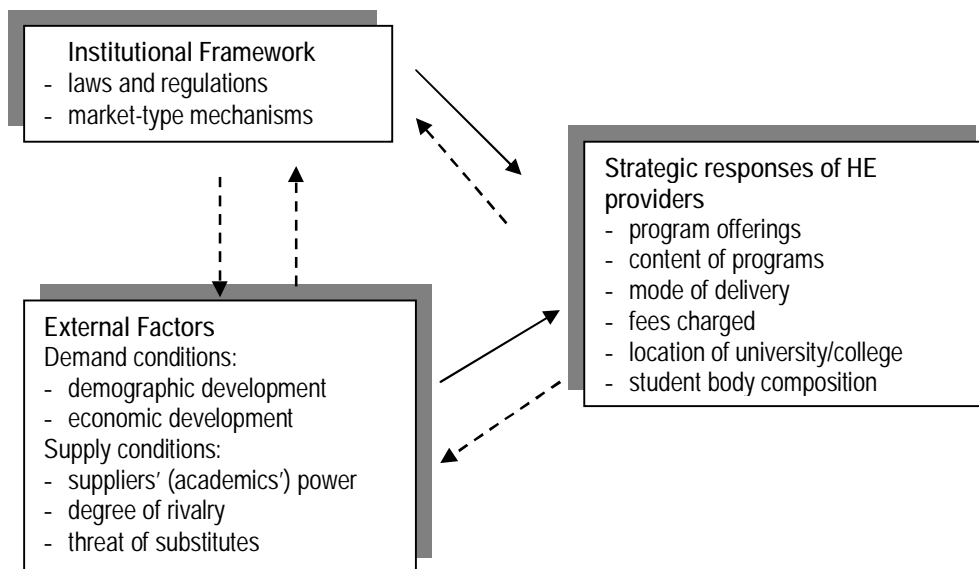 Institutional Framework
- laws and regulations
- market-type mechanisms
Strategic responses of HE
providers
- program offerings
- content of programs
- mode of delivery
- fees charged
- location of university/college
- student body composition
External Factors
Demand conditions:
- demographic development
- economic development
Supply conditions:
- suppliers' (academics') power
- degree of rivalry
- threat of substitutes